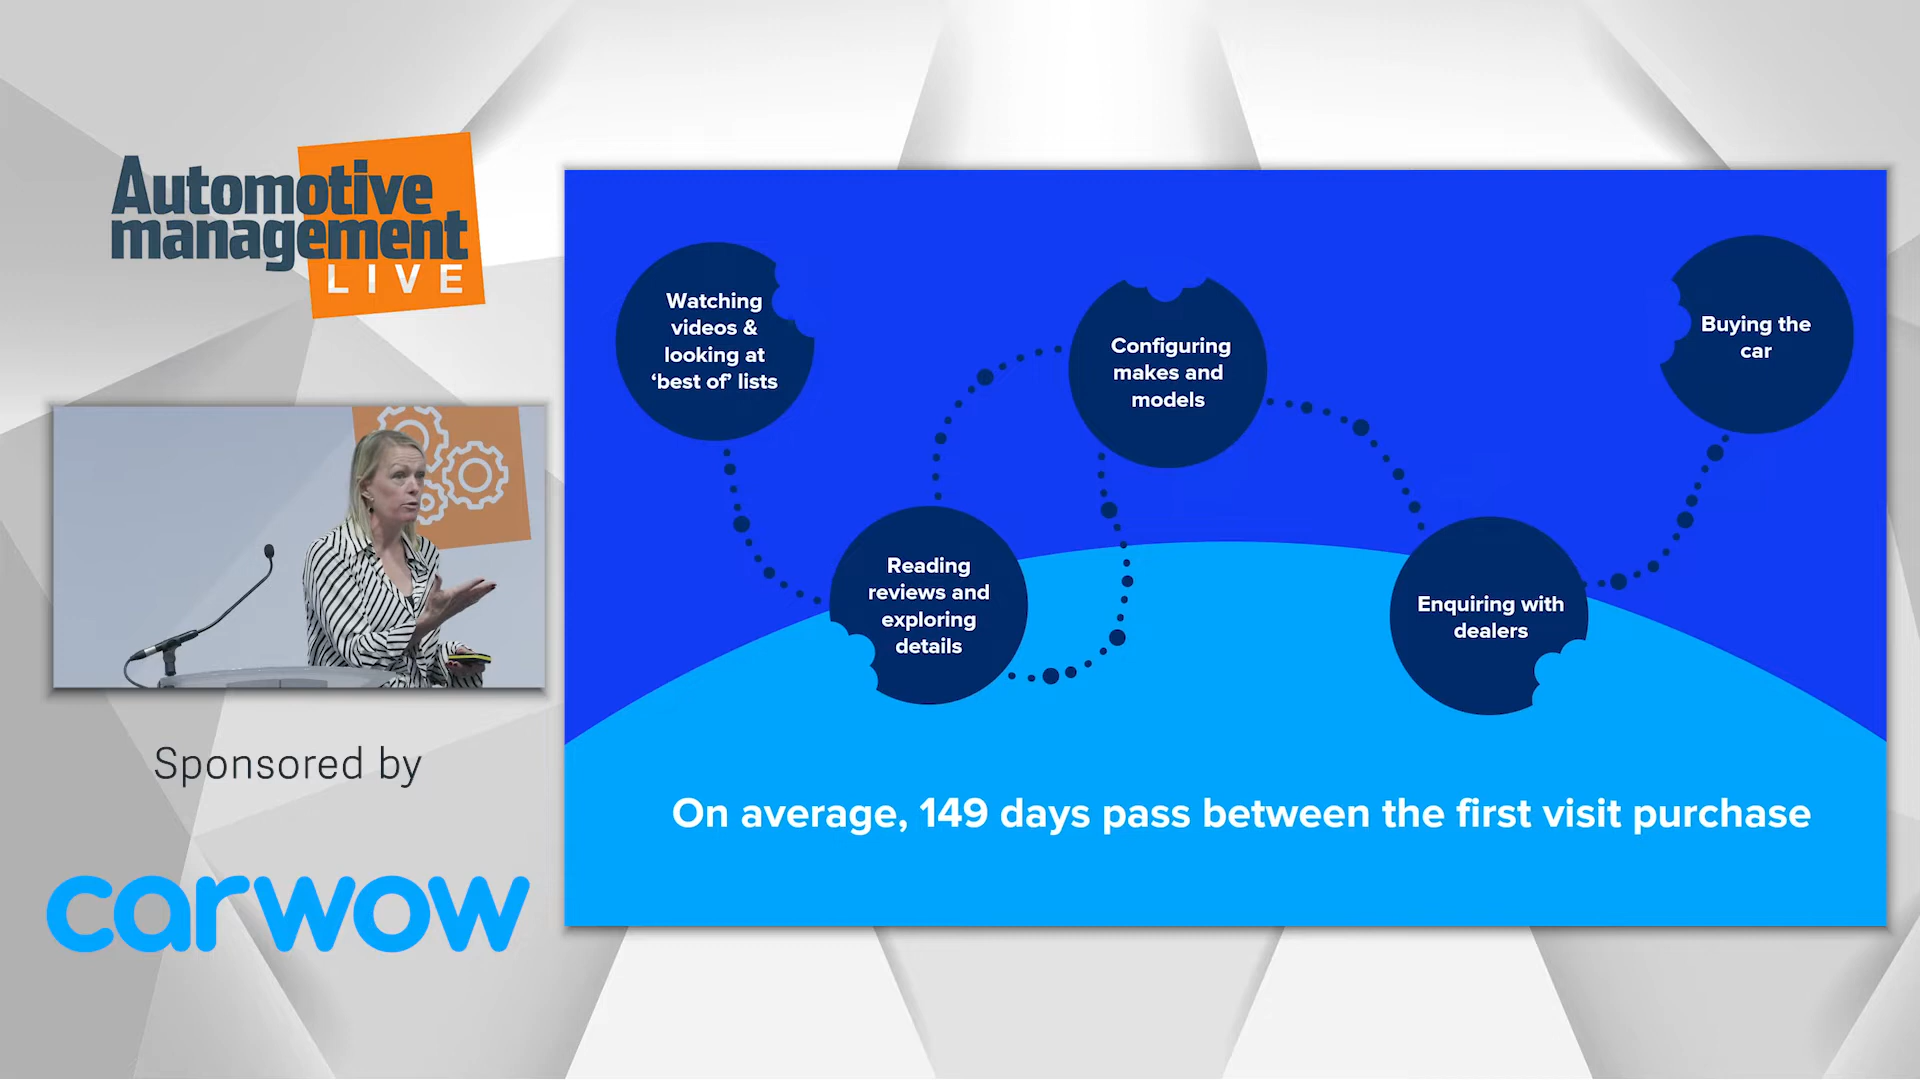 Automotive
management
LIVE
Sponsored by
carwow
Watching
videos &
looking at
‘best of’ lists
Reading
reviews and
exploring
details
Configuring
makes and
models
Enquiring with
dealers
Buying the
car
On average, 149 days pass between the first visit purchase